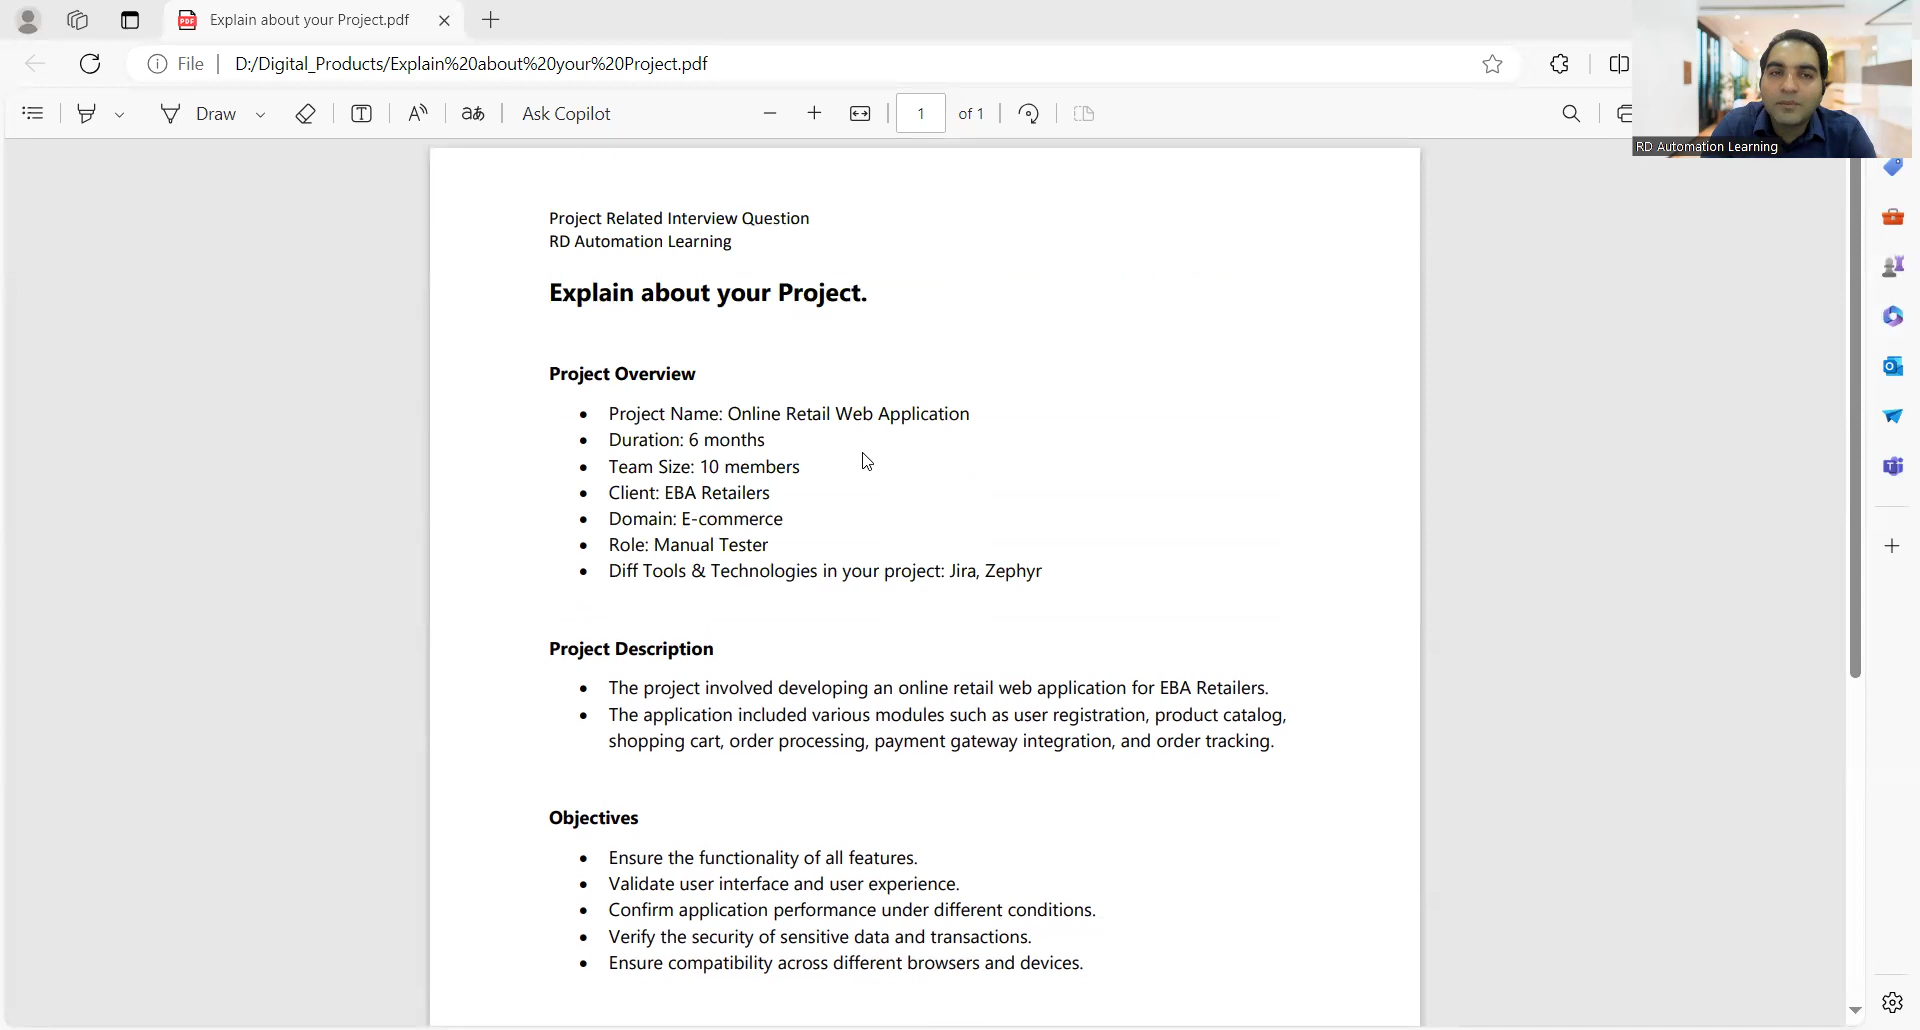 Explain about your Project.pdf
File
D:/Digital_Products/Explain%20about%20your%20Project.pdf
Draw
aあ
Ask Copilot
1
of 1
RD Automation Learning
Project Related Interview Question
RD Automation Learning
Explain about your Project.
Project Overview
• Project Name: Online Retail Web Application
• Duration: 6 months
• Team Size: 10 members
• Client: EBA Retailers
• Domain: E-commerce
• Role: Manual Tester
• Diff Tools & Technologies in your project: Jira, Zephyr
Project Description
• The project involved developing an online retail web application for EBA Retailers.
• The application included various modules such as user registration, product catalog,
shopping cart, order processing, payment gateway integration, and order tracking.
Objectives
• Ensure the functionality of all features.
• Validate user interface and user experience.
• Confirm application performance under different conditions.
• Verify the security of sensitive data and transactions.
• Ensure compatibility across different browsers and devices.